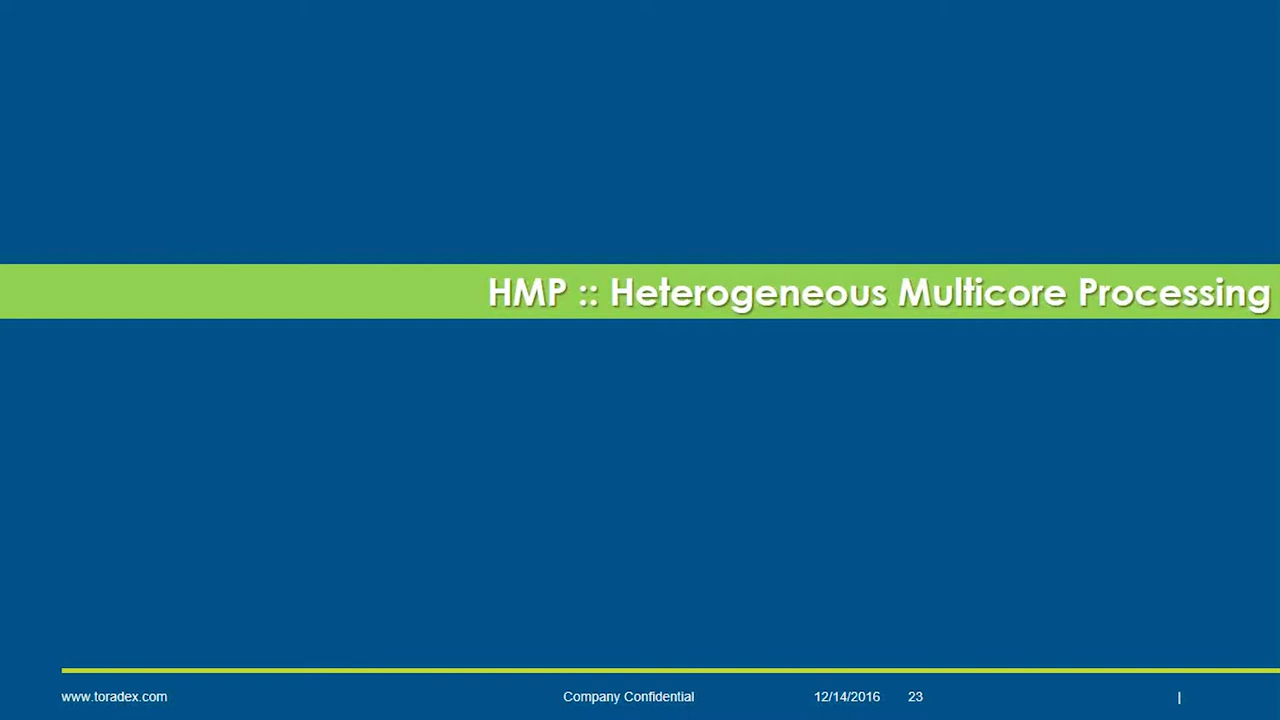 HMP :: Heterogeneous Multicore Processing
www.toradex.com Company Confidential 12/14/2016 23 |